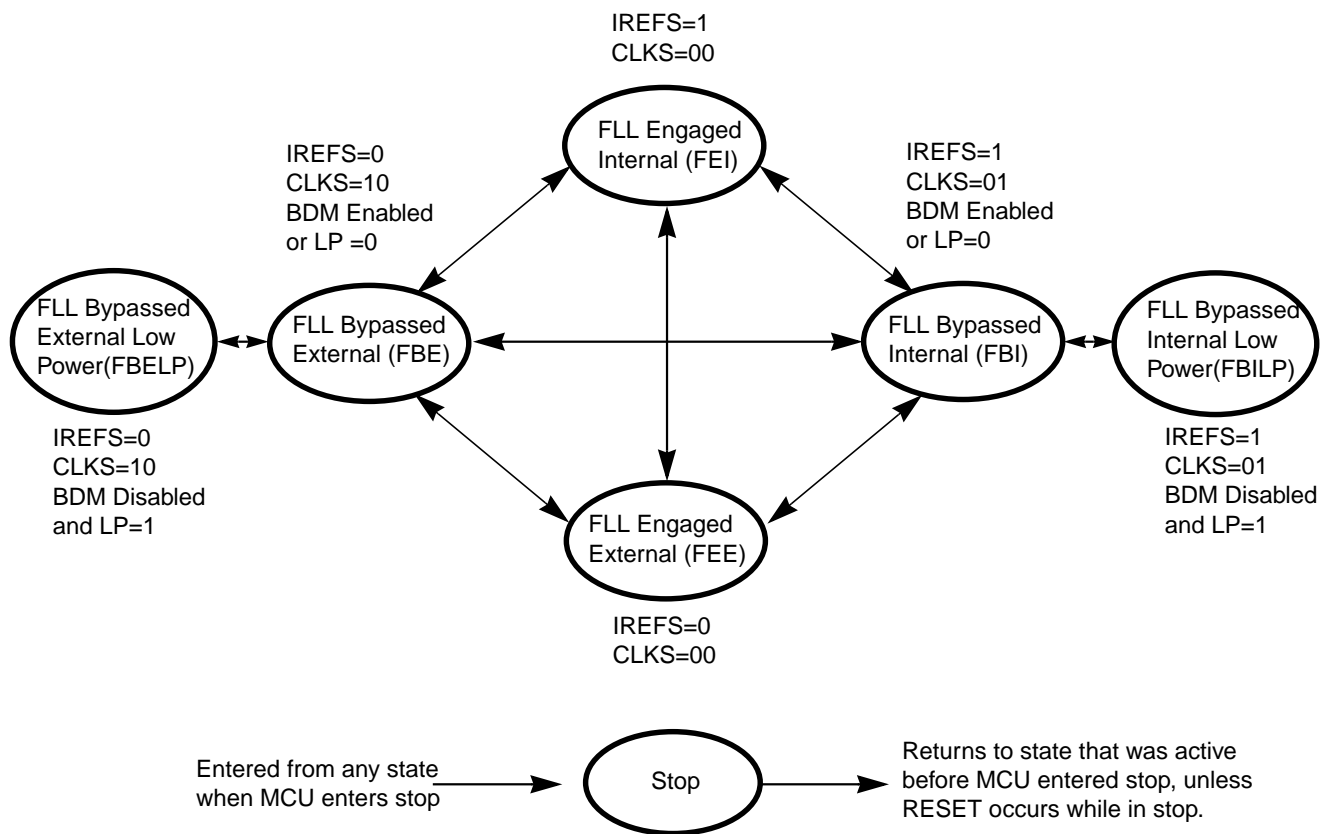 IREFS=1
CLKS=00
FLL Engaged
Internal (FEI)
IREFS=0
CLKS=10
BDM Enabled
or LP =0
IREFS=1
CLKS=01
BDM Enabled
or LP=0
FLL Bypassed
External Low
Power(FBELP)
FLL Bypassed
External (FBE)
FLL Bypassed
Internal (FBI)
FLL Bypassed
Internal Low
Power(FBILP)
IREFS=0
CLKS=10
BDM Disabled
and LP=1
IREFS=1
CLKS=01
BDM Disabled
and LP=1
FLL Engaged
External (FEE)
IREFS=0
CLKS=00
Entered from any state
when MCU enters stop
Stop
Returns to state that was active
before MCU entered stop, unless
RESET occurs while in stop.